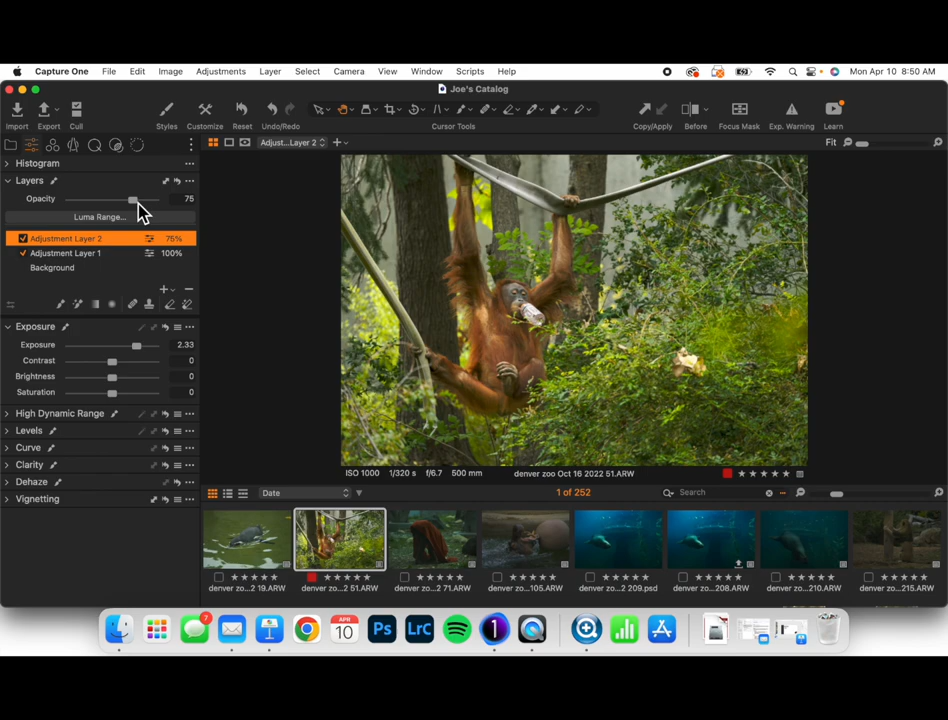 Capture One File Edit Image Adjustments Layer Select Camera View Window Scripts Help Mon Apr 10 8:50 AM
Joe's Catalog
Import Export Cull Styles Customize Reset Undo/Redo Cursor Tools Copy/Apply Before Focus Mask Exp. Warning Learn
Adjust...Layer 2 Fit
Histogram
Layers
Opacity 75
Luma Range...
Adjustment Layer 2 75%
Adjustment Layer 1 100%
Background
Exposure
Exposure 2.33
Contrast 0
Brightness 0
Saturation 0
High Dynamic Range
Levels
Curve
Clarity
Dehaze
Vignetting
ISO 1000 1/320 s f/6.7 500 mm denver zoo Oct 16 2022 51.ARW
Date 1 of 252 Search
denver zo...2 19.ARW denver zo...2 51.ARW denver zo...2 71.ARW denver zo...105.ARW denver zo...2 209.psd denver zo...208.ARW denver zo...210.ARW denver zo...215.ARW
7
APR
10
Ps
LrC
1